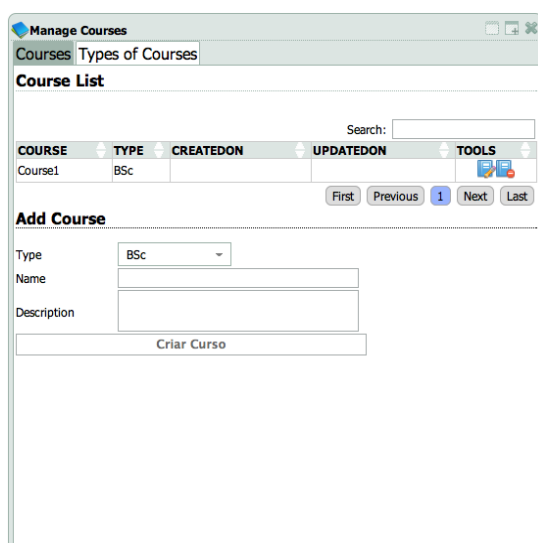 Manage Courses
Courses Types of Courses
Course List
Search:
COURSE TYPE CREATEDON UPDATEDON TOOLS
Course1 BSc
First Previous 1 Next Last
Add Course
Type BSc
Name
Description
Criar Curso